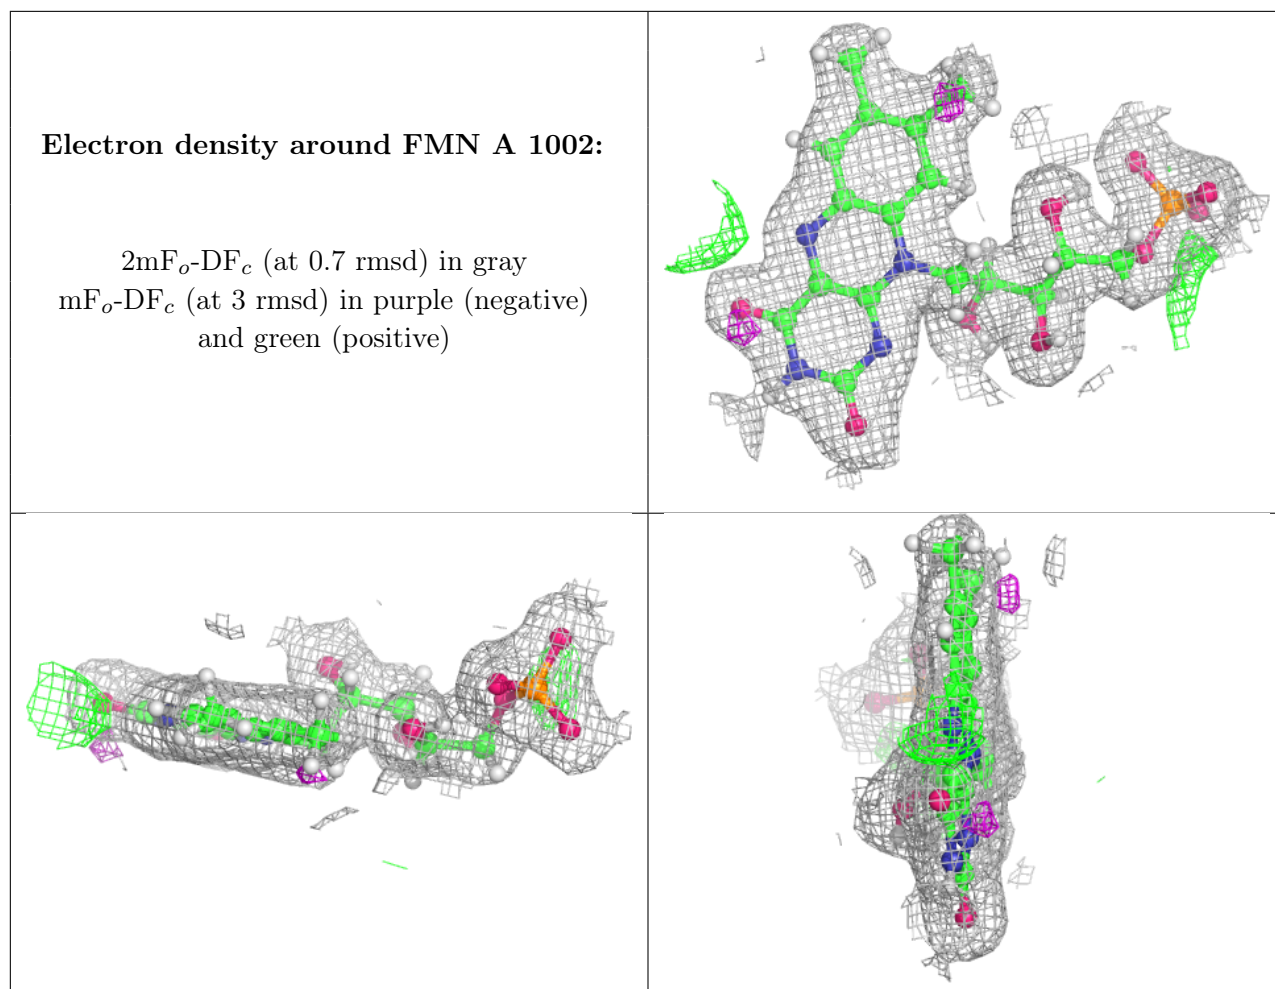 Electron density around FMN A 1002:
2mFo-DFc (at 0.7 rmsd) in gray
mFo-DFc (at 3 rmsd) in purple (negative)
and green (positive)